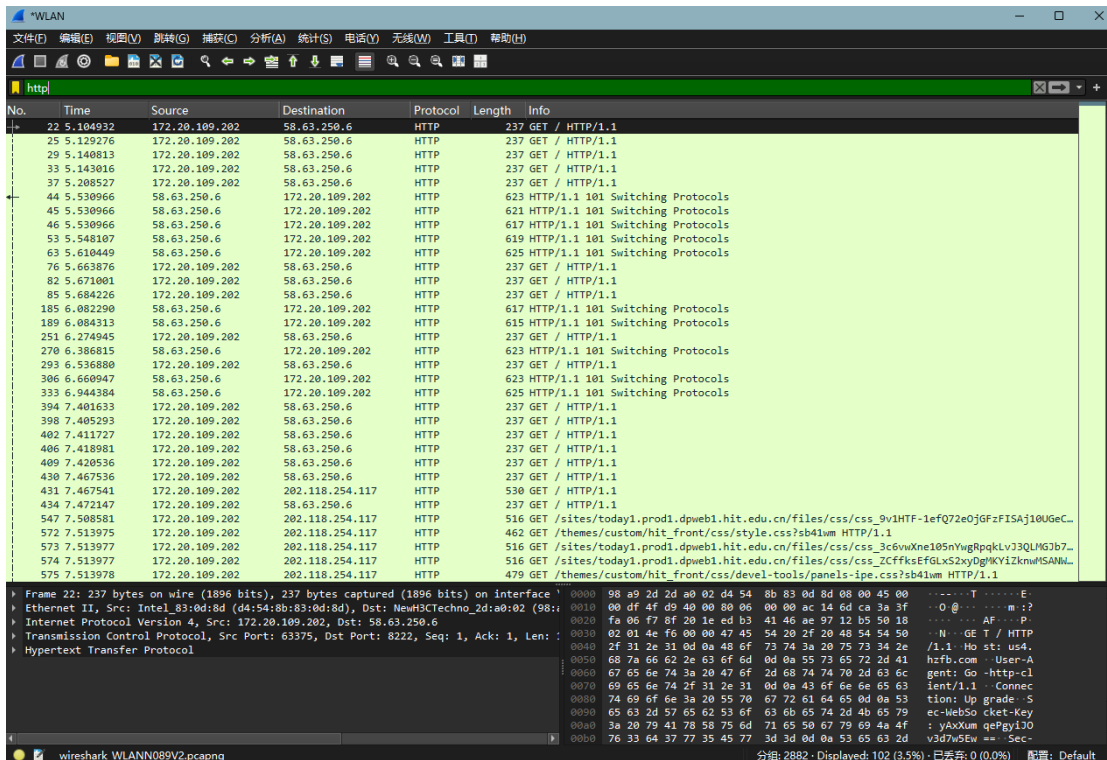 *WLAN
文件(F) 编辑(E) 视图(V) 跳转(G) 捕获(C) 分析(A) 统计(S) 电话(Y) 无线(W) 工具(T) 帮助(H)
http
No. Time Source Destination Protocol Length Info
22 5.104932 172.20.109.202 58.63.250.6 HTTP 237 GET / HTTP/1.1
25 5.129276 172.20.109.202 58.63.250.6 HTTP 237 GET / HTTP/1.1
29 5.140813 172.20.109.202 58.63.250.6 HTTP 237 GET / HTTP/1.1
33 5.143016 172.20.109.202 58.63.250.6 HTTP 237 GET / HTTP/1.1
37 5.208527 172.20.109.202 58.63.250.6 HTTP 237 GET / HTTP/1.1
44 5.530966 58.63.250.6 172.20.109.202 HTTP 623 HTTP/1.1 101 Switching Protocols
45 5.530966 58.63.250.6 172.20.109.202 HTTP 621 HTTP/1.1 101 Switching Protocols
46 5.530966 58.63.250.6 172.20.109.202 HTTP 617 HTTP/1.1 101 Switching Protocols
53 5.548107 58.63.250.6 172.20.109.202 HTTP 619 HTTP/1.1 101 Switching Protocols
63 5.610449 58.63.250.6 172.20.109.202 HTTP 625 HTTP/1.1 101 Switching Protocols
76 5.663876 172.20.109.202 58.63.250.6 HTTP 237 GET / HTTP/1.1
82 5.671001 172.20.109.202 58.63.250.6 HTTP 237 GET / HTTP/1.1
85 5.684226 172.20.109.202 58.63.250.6 HTTP 237 GET / HTTP/1.1
185 6.082290 58.63.250.6 172.20.109.202 HTTP 617 HTTP/1.1 101 Switching Protocols
189 6.084313 58.63.250.6 172.20.109.202 HTTP 615 HTTP/1.1 101 Switching Protocols
251 6.274945 172.20.109.202 58.63.250.6 HTTP 237 GET / HTTP/1.1
270 6.386815 58.63.250.6 172.20.109.202 HTTP 623 HTTP/1.1 101 Switching Protocols
293 6.536880 172.20.109.202 58.63.250.6 HTTP 237 GET / HTTP/1.1
306 6.660947 58.63.250.6 172.20.109.202 HTTP 623 HTTP/1.1 101 Switching Protocols
333 6.944384 58.63.250.6 172.20.109.202 HTTP 625 HTTP/1.1 101 Switching Protocols
394 7.401633 172.20.109.202 58.63.250.6 HTTP 237 GET / HTTP/1.1
398 7.405293 172.20.109.202 58.63.250.6 HTTP 237 GET / HTTP/1.1
402 7.411727 172.20.109.202 58.63.250.6 HTTP 237 GET / HTTP/1.1
406 7.418981 172.20.109.202 58.63.250.6 HTTP 237 GET / HTTP/1.1
409 7.420536 172.20.109.202 58.63.250.6 HTTP 237 GET / HTTP/1.1
430 7.467536 172.20.109.202 58.63.250.6 HTTP 237 GET / HTTP/1.1
431 7.467541 172.20.109.202 202.118.254.117 HTTP 530 GET / HTTP/1.1
434 7.472147 172.20.109.202 58.63.250.6 HTTP 237 GET / HTTP/1.1
547 7.508581 172.20.109.202 202.118.254.117 HTTP 516 GET /sites/today1.prod1.dpweb1.hit.edu.cn/files/css/css_9v1HTF-1efQ72eOjGFzFISAj10UGeC…
572 7.513975 172.20.109.202 202.118.254.117 HTTP 462 GET /themes/custom/hit_front/css/style.css?sb41wm HTTP/1.1
573 7.513977 172.20.109.202 202.118.254.117 HTTP 516 GET /sites/today1.prod1.dpweb1.hit.edu.cn/files/css/css_3c6vwXne105nYwgRpqkLvJ3QLMGJb7…
574 7.513977 172.20.109.202 202.118.254.117 HTTP 516 GET /sites/today1.prod1.dpweb1.hit.edu.cn/files/css/css_ZCffksEfGLxS2xyDgMKYiZknwMSANW…
575 7.513978 172.20.109.202 202.118.254.117 HTTP 479 GET /themes/custom/hit_front/css/devel-tools/panels-ipe.css?sb41wm HTTP/1.1
Frame 22: 237 bytes on wire (1896 bits), 237 bytes captured (1896 bits) on interface
Ethernet II, Src: Intel_83:0d:8d (d4:54:8b:83:0d:8d), Dst: NewH3CTechno_2d:a0:02 (98:
Internet Protocol Version 4, Src: 172.20.109.202, Dst: 58.63.250.6
Transmission Control Protocol, Src Port: 63375, Dst Port: 8222, Seq: 1, Ack: 1, Len:
Hypertext Transfer Protocol
0000 98 a9 2d 2d a0 02 d4 54 8b 83 0d 8d 08 00 45 00 ··--···T ······E·
0010 00 df 4f d9 40 00 80 06 00 00 ac 14 6d ca 3a 3f ··O·@··· ····m·:?
0020 fa 06 f7 8f 20 1e ed b3 41 46 ae 97 12 b5 50 18 ···· ··· AF····P·
0030 02 01 4e f6 00 00 47 45 54 20 2f 20 48 54 54 50 ··N···GE T / HTTP
0040 2f 31 2e 31 0d 0a 48 6f 73 74 3a 20 75 73 34 2e /1.1··Ho st: us4.
0050 68 7a 66 62 2e 63 6f 6d 0d 0a 55 73 65 72 2d 41 hzfb.com ··User-A
0060 67 65 6e 74 3a 20 47 6f 2d 68 74 74 70 2d 63 6c gent: Go -http-cl
0070 69 65 6e 74 2f 31 2e 31 0d 0a 43 6f 6e 6e 65 63 ient/1.1 ··Connec
0080 74 69 6f 6e 3a 20 55 70 67 72 61 64 65 0d 0a 53 tion: Up grade··S
0090 65 63 2d 57 65 62 53 6f 63 6b 65 74 2d 4b 65 79 ec-WebSo cket-Key
00a0 3a 20 79 41 78 58 75 6d 71 65 50 67 79 69 4a 4f : yAxXum qePgyiJO
00b0 76 33 64 37 77 35 45 77 3d 3d 0d 0a 53 65 63 2d v3d7w5Ew ==··Sec-
wireshark_WLANN089V2.pcapng 分组: 2882 · Displayed: 102 (3.5%) · 已丢弃: 0 (0.0%) 配置: Default